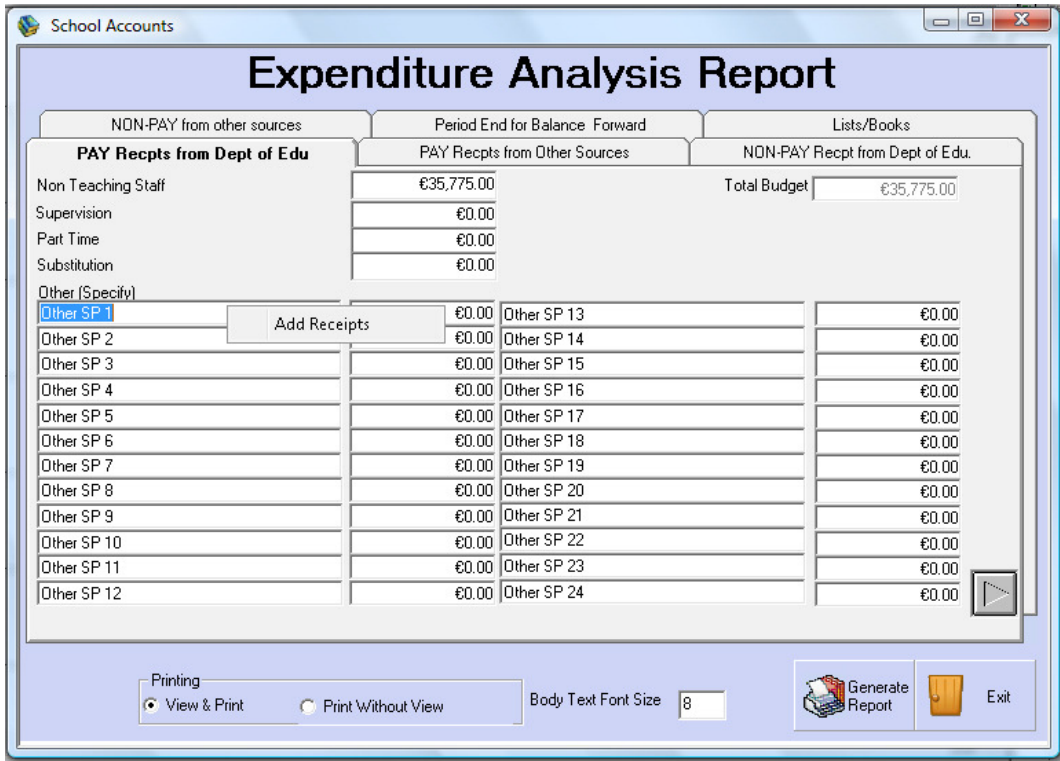 School Accounts
Expenditure Analysis Report
NON-PAY from other sources Period End for Balance Forward Lists/Books
PAY Recpts from Dept of Edu PAY Recpts from Other Sources NON-PAY Recpt from Dept of Edu.
Non Teaching Staff €35,775.00 Total Budget €35,775.00
Supervision €0.00
Part Time €0.00
Substitution €0.00
Other (Specify)
Other SP 1 €0.00 Other SP 13 €0.00
Add Receipts
Other SP 2 €0.00 Other SP 14 €0.00
Other SP 3 €0.00 Other SP 15 €0.00
Other SP 4 €0.00 Other SP 16 €0.00
Other SP 5 €0.00 Other SP 17 €0.00
Other SP 6 €0.00 Other SP 18 €0.00
Other SP 7 €0.00 Other SP 19 €0.00
Other SP 8 €0.00 Other SP 20 €0.00
Other SP 9 €0.00 Other SP 21 €0.00
Other SP 10 €0.00 Other SP 22 €0.00
Other SP 11 €0.00 Other SP 23 €0.00
Other SP 12 €0.00 Other SP 24 €0.00
Printing
View & Print Print Without View Body Text Font Size 8
Generate Report
Exit